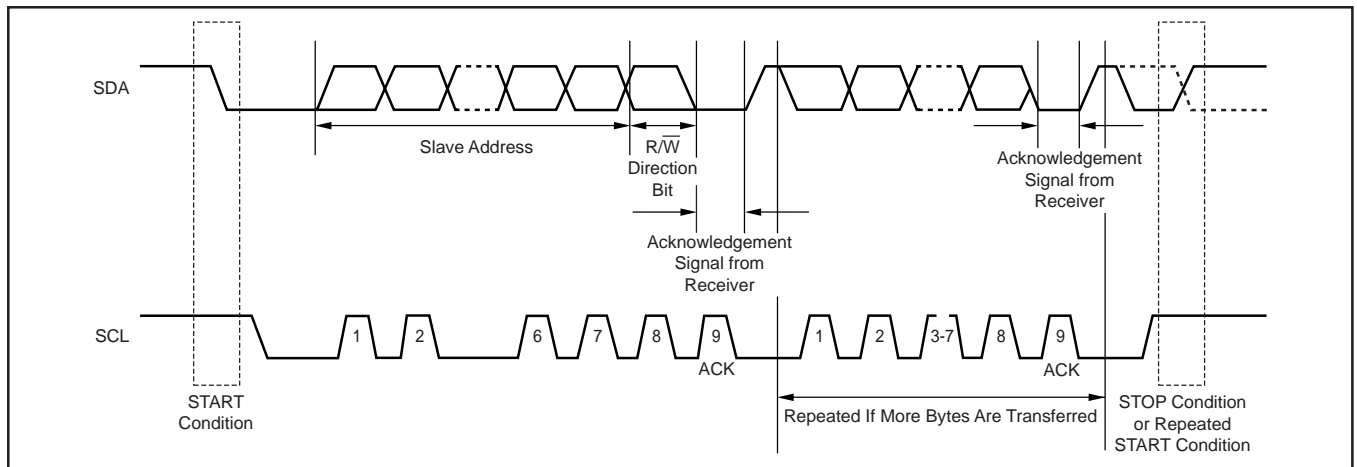 SDA
Slave Address
R/W̅
Direction
Bit
Acknowledgement
Signal from
Receiver
Acknowledgement
Signal from
Receiver
SCL
1
2
6
7
8
9
ACK
1
2
3-7
8
9
ACK
START
Condition
Repeated If More Bytes Are Transferred
STOP Condition
or Repeated
START Condition